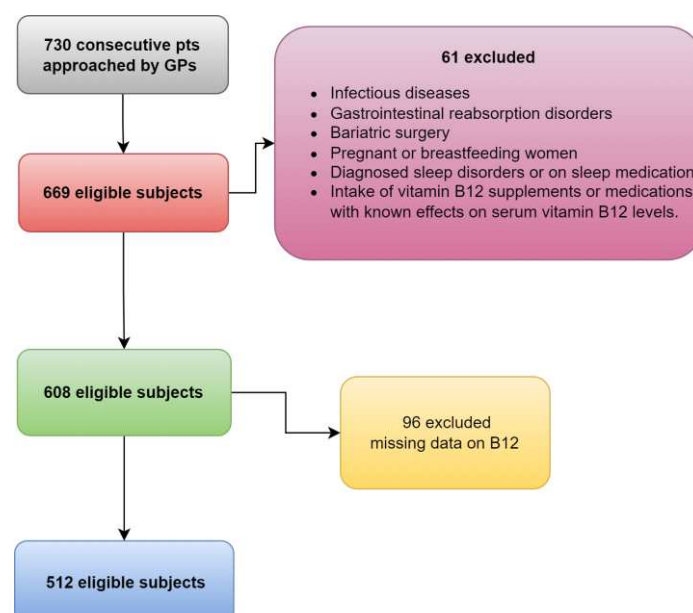 730 consecutive pts
approached by GPs
61 excluded
• Infectious diseases
• Gastrointestinal reabsorption disorders
• Bariatric surgery
• Pregnant or breastfeeding women
• Diagnosed sleep disorders or on sleep medication
• Intake of vitamin B12 supplements or medications
with known effects on serum vitamin B12 levels.
669 eligible subjects
608 eligible subjects
96 excluded
missing data on B12
512 eligible subjects